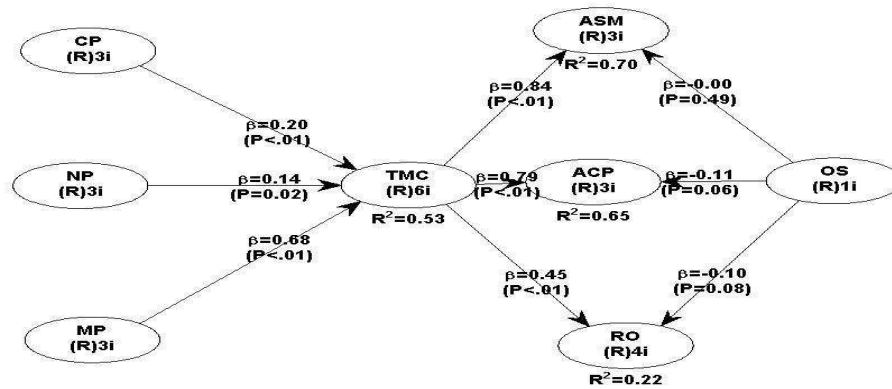 CP
(R)3i
ASM
(R)3i
R²=0.70
β=0.84
(P<.01)
β=-0.00
(P=0.49)
β=0.20
(P<.01)
NP
(R)3i
β=0.14
(P=0.02)
TMC
(R)6i
R²=0.53
β=0.79
(P<.01)
ACP
(R)3i
R²=0.65
β=-0.11
(P=0.06)
OS
(R)1i
β=0.68
(P<.01)
β=0.45
(P<.01)
β=-0.10
(P=0.08)
MP
(R)3i
RO
(R)4i
R²=0.22